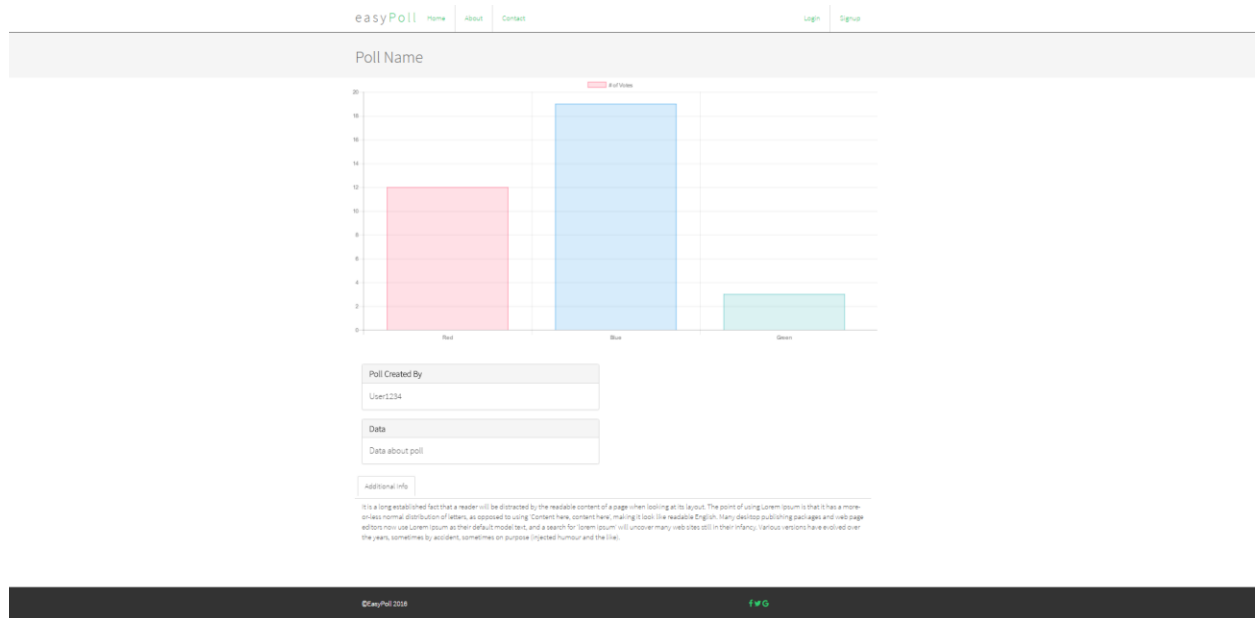 easyPoll Home About Contact Login Signup
Poll Name
# of Votes
20
18
16
14
12
10
8
6
4
2
0
Red Blue Green
Poll Created By
User1234
Data
Data about poll
Additional Info
It is a long established fact that a reader will be distracted by the readable content of a page when looking at its layout. The point of using Lorem Ipsum is that it has a more-
or-less normal distribution of letters, as opposed to using 'Content here, content here', making it look like readable English. Many desktop publishing packages and web page
editors now use Lorem Ipsum as their default model text, and a search for 'lorem ipsum' will uncover many web sites still in their infancy. Various versions have evolved over
the years, sometimes by accident, sometimes on purpose (injected humour and the like).
©EasyPoll 2016